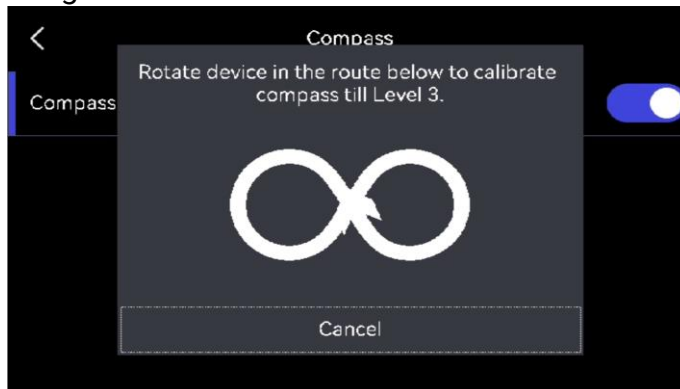 Compass
Rotate device in the route below to calibrate
compass till Level 3.
Compass
Cancel